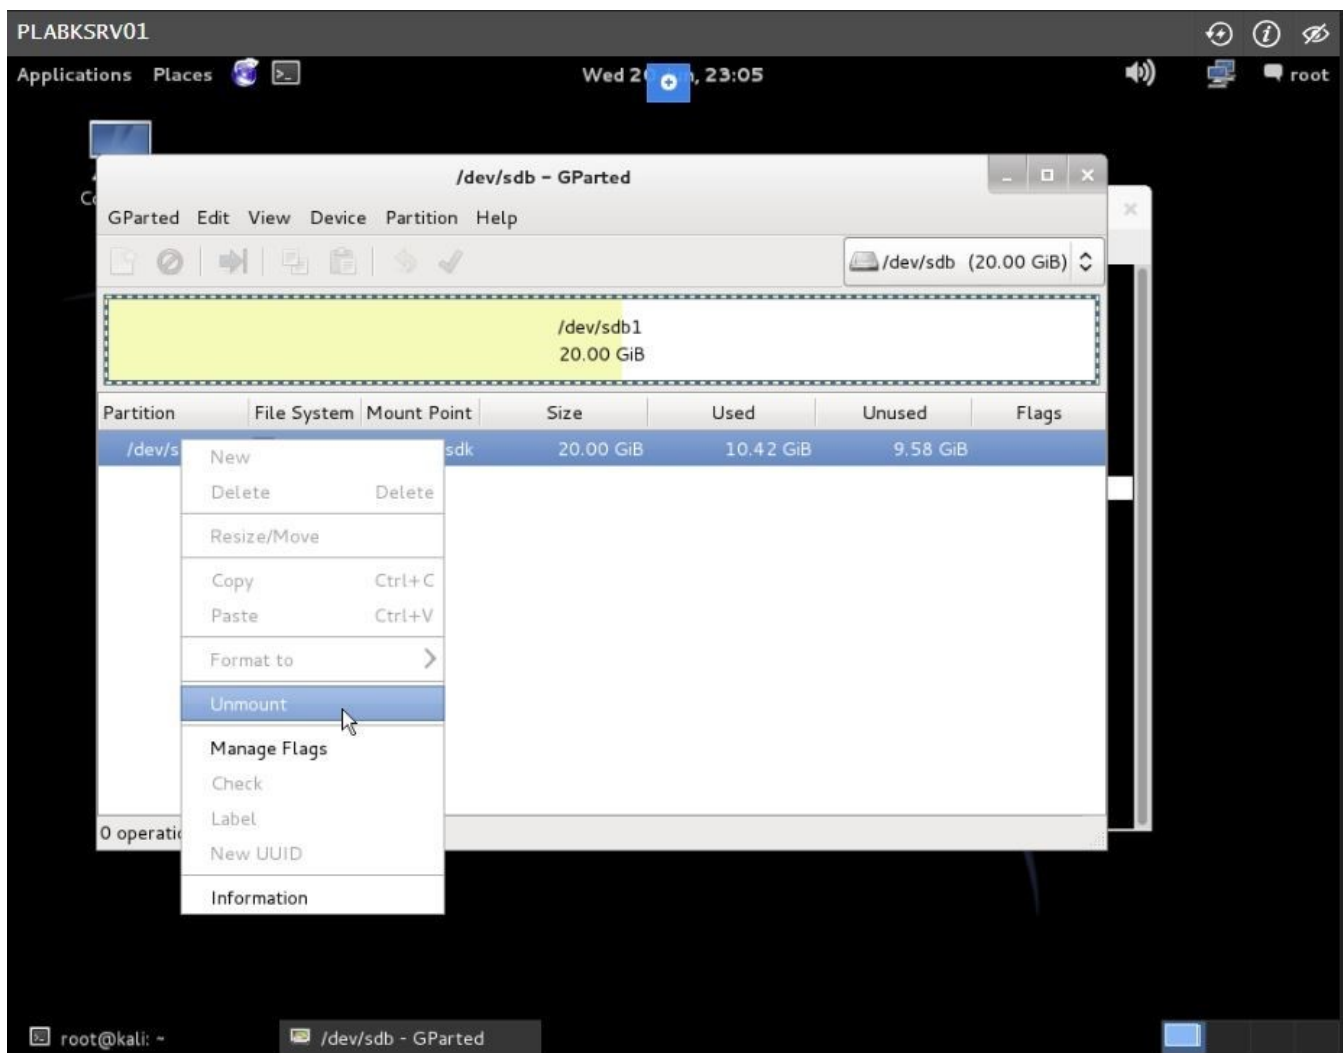 PLABKSRV01
Applications Places Wed 2 , 23:05 root
/dev/sdb – GParted
GParted Edit View Device Partition Help
/dev/sdb (20.00 GiB)
/dev/sdb1
20.00 GiB
Partition File System Mount Point Size Used Unused Flags
/dev/s sdk 20.00 GiB 10.42 GiB 9.58 GiB
New
Delete Delete
Resize/Move
Copy Ctrl+C
Paste Ctrl+V
Format to
Unmount
Manage Flags
Check
Label
0 operatio
New UUID
Information
root@kali: ~ /dev/sdb - GParted